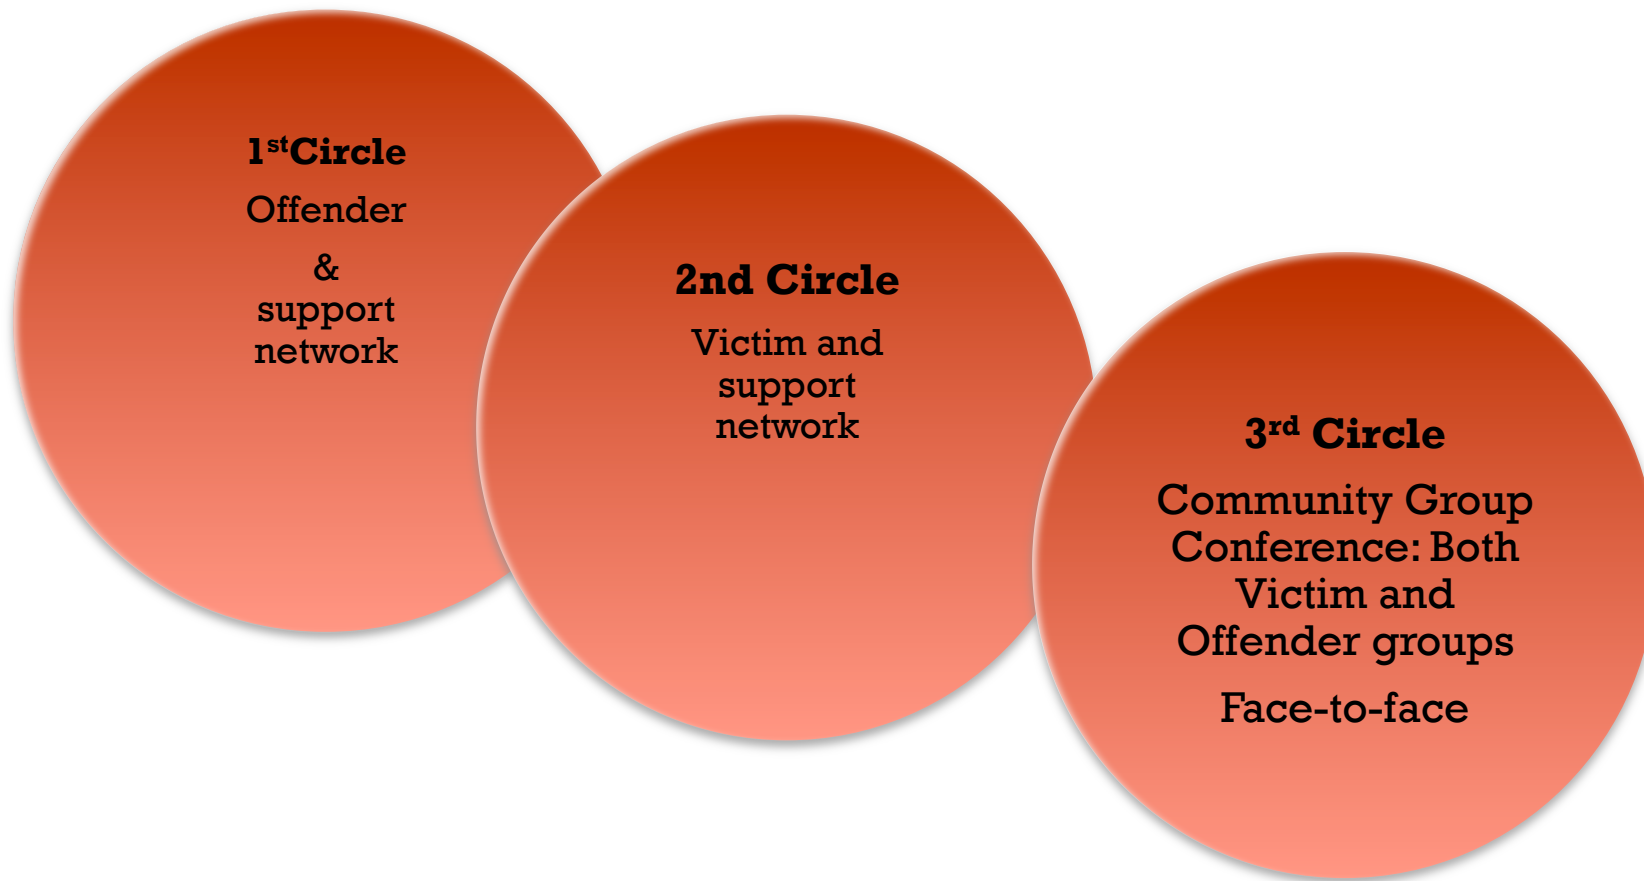 1stCircle
Offender
&
support
network
2nd Circle
Victim and
support
network
3rd Circle
Community Group
Conference: Both
Victim and
Offender groups
Face-to-face